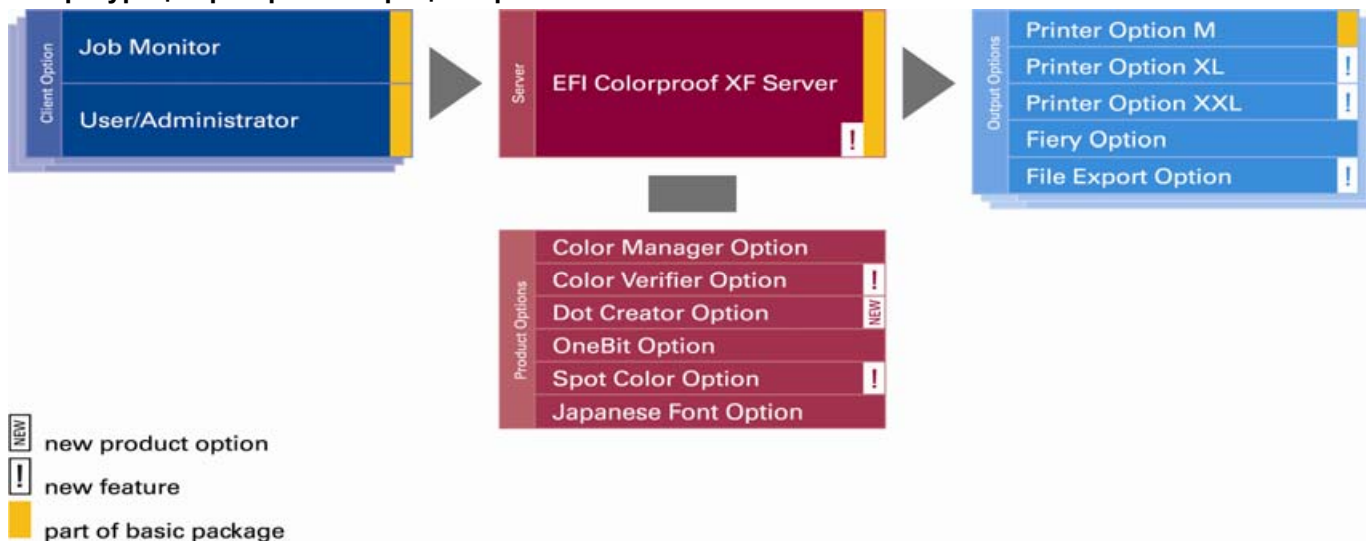 Client Option
Job Monitor
User/Administrator
Server
EFI Colorproof XF Server
!
Output Options
Printer Option M
Printer Option XL
!
Printer Option XXL
!
Fiery Option
File Export Option
!
Product Options
Color Manager Option
Color Verifier Option
!
Dot Creator Option
NEW
OneBit Option
Spot Color Option
!
Japanese Font Option
NEW new product option
! new feature
part of basic package